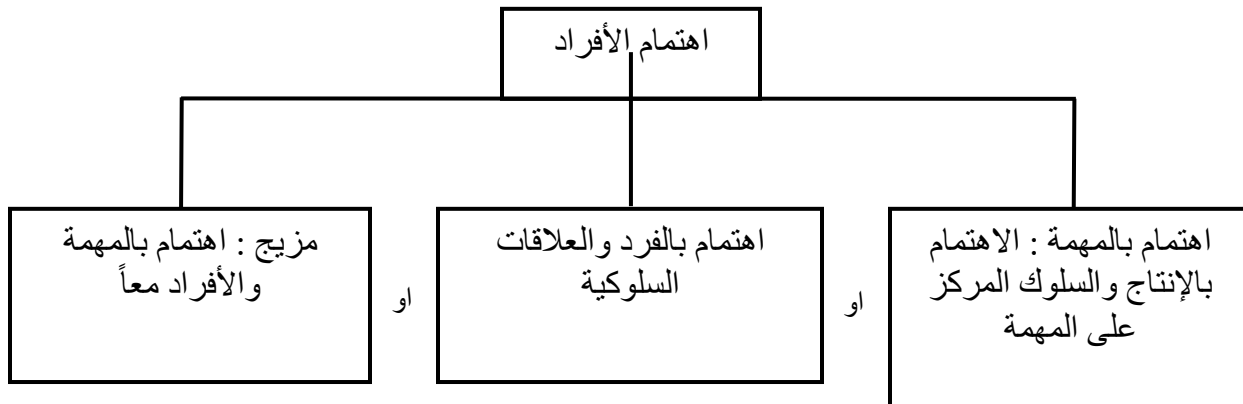 اهتمام الأفراد
اهتمام بالمهمة : الاهتمام
بالإنتاج والسلوك المركز
على المهمة
او
اهتمام بالفرد والعلاقات
السلوكية
او
مزيج : اهتمام بالمهمة
والأفراد معاً